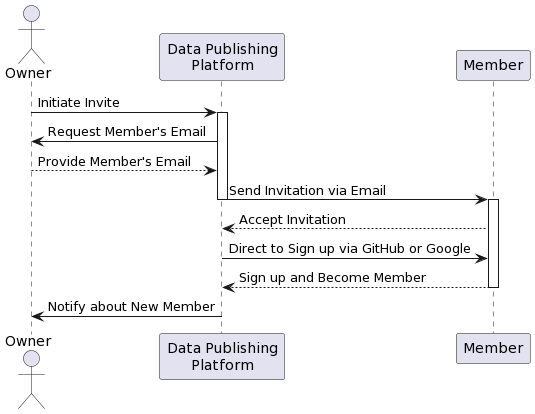 Owner
Data Publishing
Platform
Member
Initiate Invite
Request Member's Email
Provide Member's Email
Send Invitation via Email
Accept Invitation
Direct to Sign up via GitHub or Google
Sign up and Become Member
Notify about New Member
Owner
Data Publishing
Platform
Member